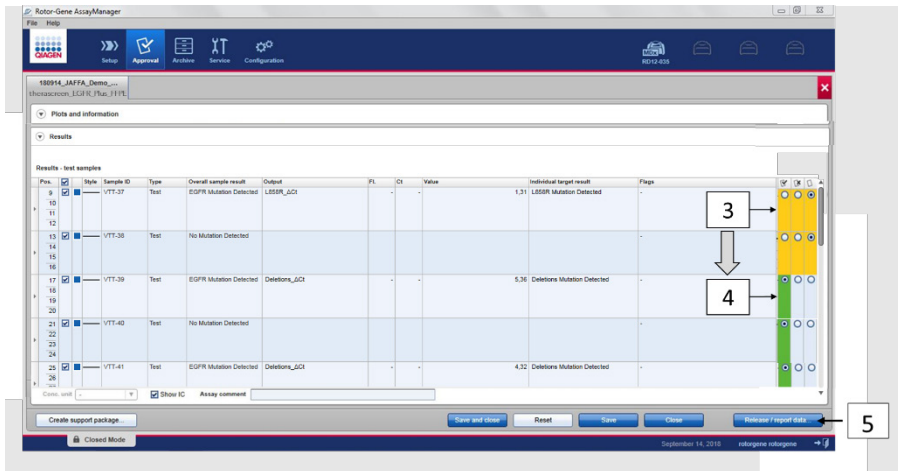 Rotor-Gene AssayManager
File Help
QIAGEN
Setup Approval Archive Service Configuration
MDx
RD12-035
180914_JAFFA_Demo_...
therascreen_EGFR_Plus_FFPE
Plots and information
Results
Results - test samples
Pos. Style Sample ID Type Overall sample result Output Fl. Ct Value Individual target result Flags
9 VTT-37 Test EGFR Mutation Detected L858R_ΔCt - - 1,31 L858R Mutation Detected -
10
11
12
3
13 VTT-38 Test No Mutation Detected -
14
15
16
17 VTT-39 Test EGFR Mutation Detected Deletions_ΔCt - - 5,36 Deletions Mutation Detected -
18
19
20
4
21 VTT-40 Test No Mutation Detected -
22
23
24
25 VTT-41 Test EGFR Mutation Detected Deletions_ΔCt - - 4,32 Deletions Mutation Detected -
26
Conc. unit - Show IC Assay comment
Create support package... Save and close Reset Save Close Release / report data...
5
Closed Mode September 14, 2018 rotorgene rotorgene